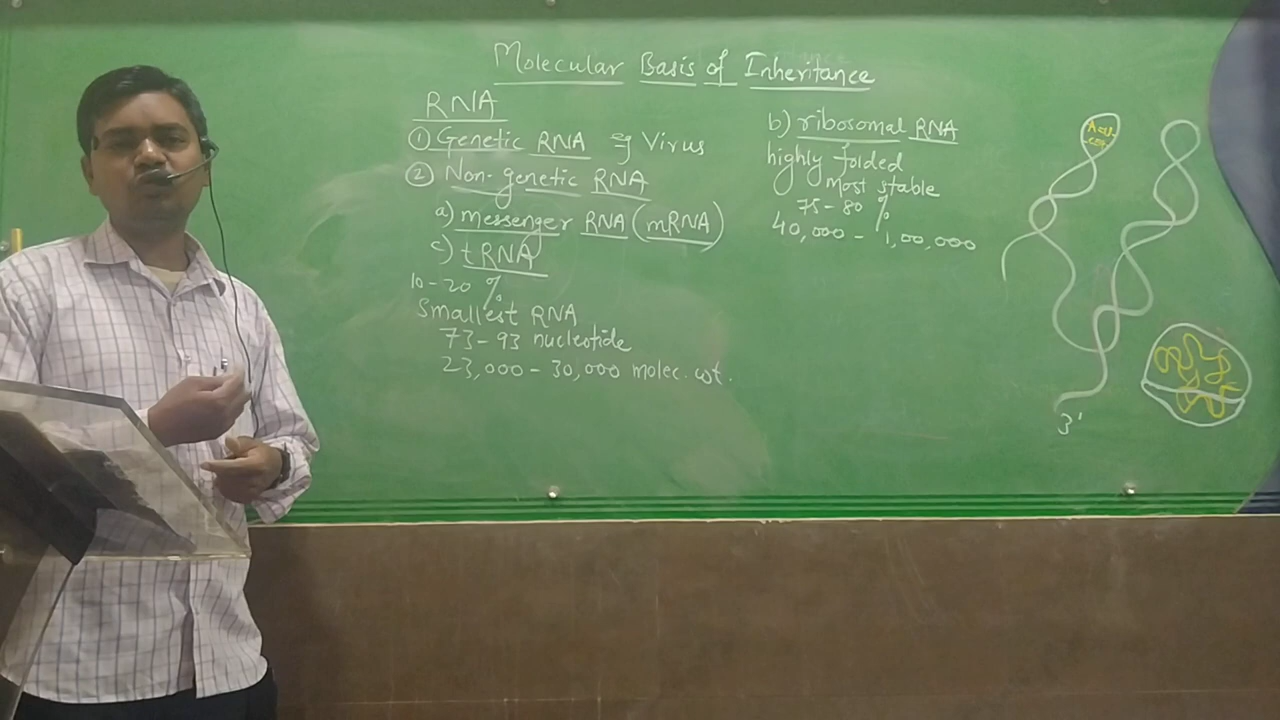 Molecular Basis of Inheritance
RNA
① Genetic RNA eg Virus
② Non-genetic RNA
a) messenger RNA (mRNA)
c) tRNA
10-20 %
Smallest RNA
73-93 nucleotide
23,000 - 30,000 molec. wt.
b) ribosomal RNA
highly folded
most stable
75-80 %
40,000 - 1,00,000
3'